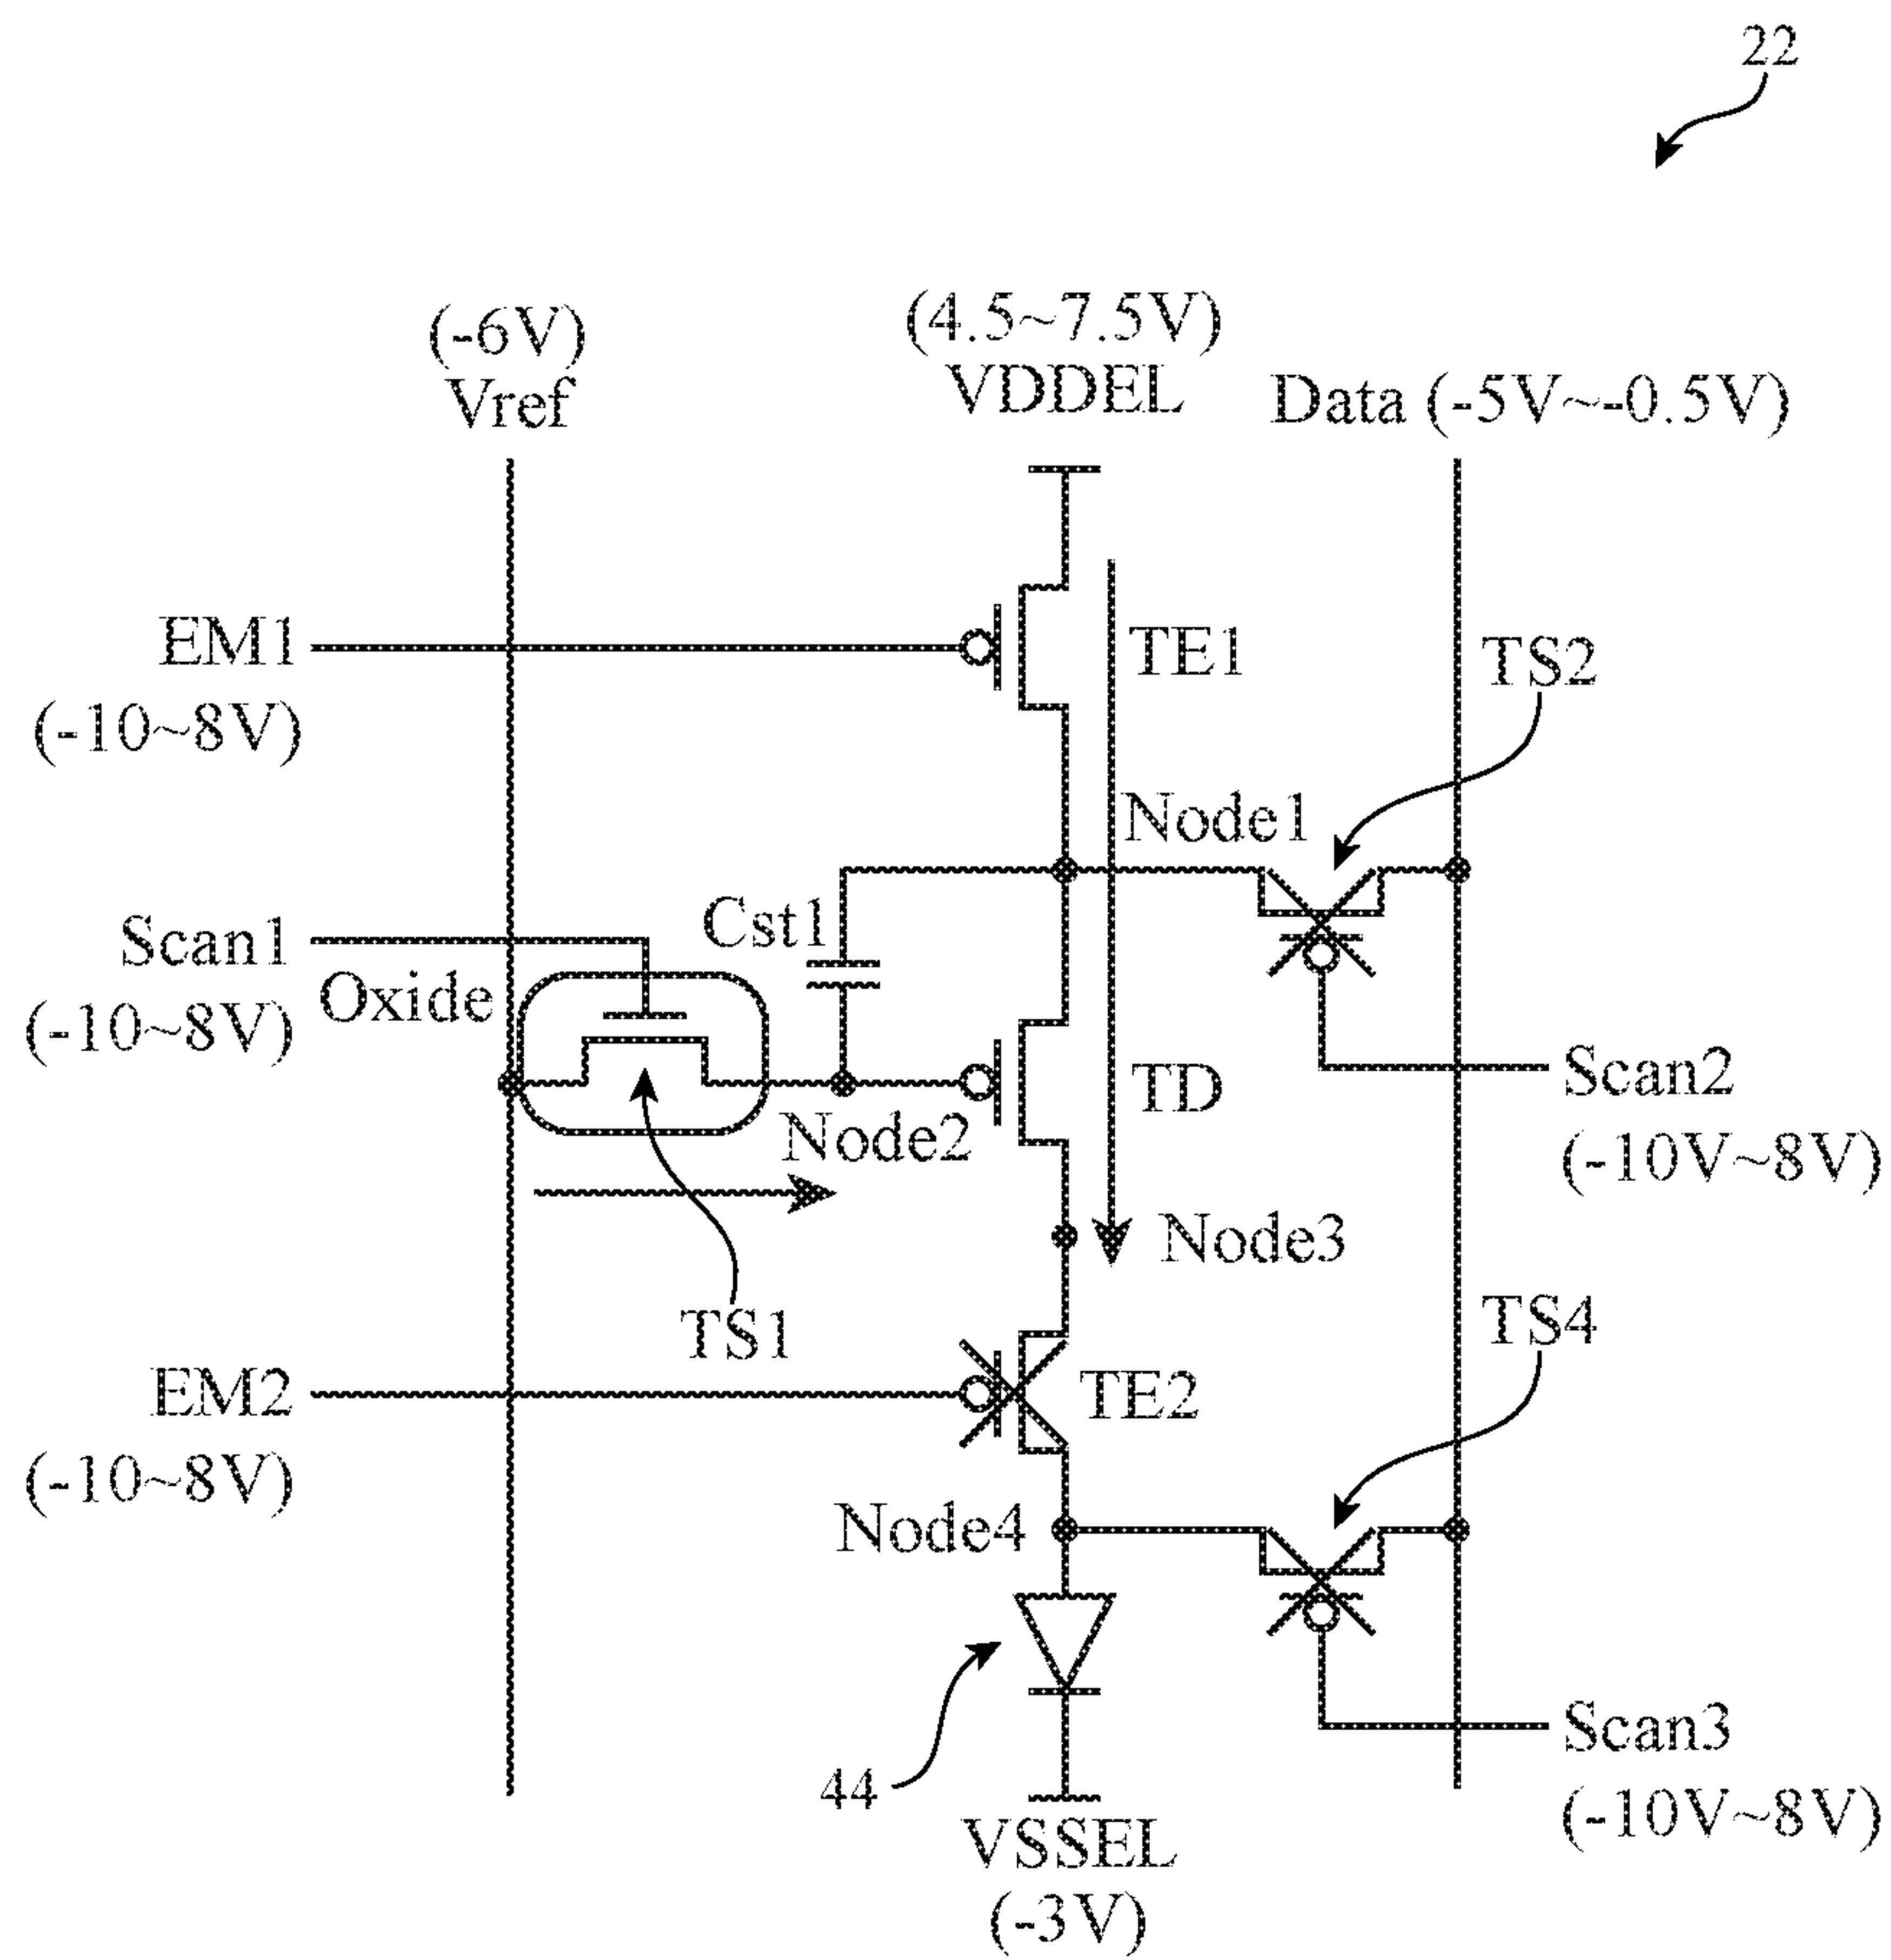 22
(-6V)
Vref
(4.5~7.5V)
VDDEL
Data (-5V~-0.5V)
EM1
(-10~8V)
TE1
TS2
Node1
Scan1
(-10~8V)
Oxide
Cst1
TD
Node2
Scan2
(-10V~8V)
Node3
TS1
TS4
EM2
(-10~8V)
TE2
Node4
44
Scan3
(-10V~8V)
VSSEL
(-3V)